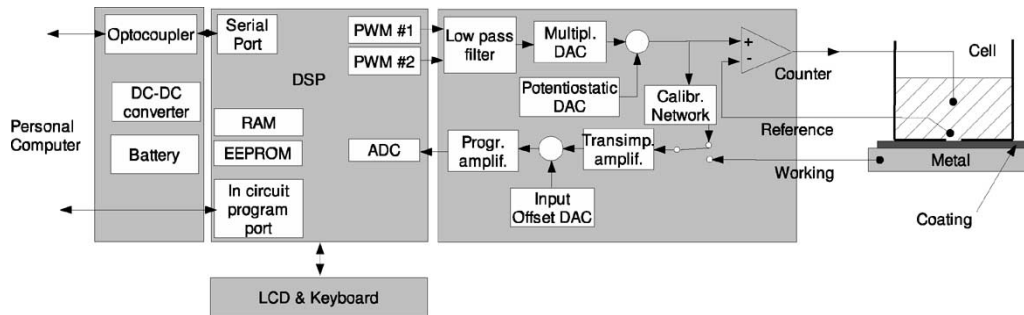 Personal
Computer
Optocoupler
DC-DC
converter
Battery
Serial
Port
DSP
RAM
EEPROM
In circuit
program
port
PWM #1
PWM #2
ADC
LCD & Keyboard
Low pass
filter
Multipl.
DAC
Potentiostatic
DAC
Calibr.
Network
Progr.
amplif.
Transimp.
amplif.
Input
Offset DAC
+
-
Counter
Reference
Working
Cell
Metal
Coating